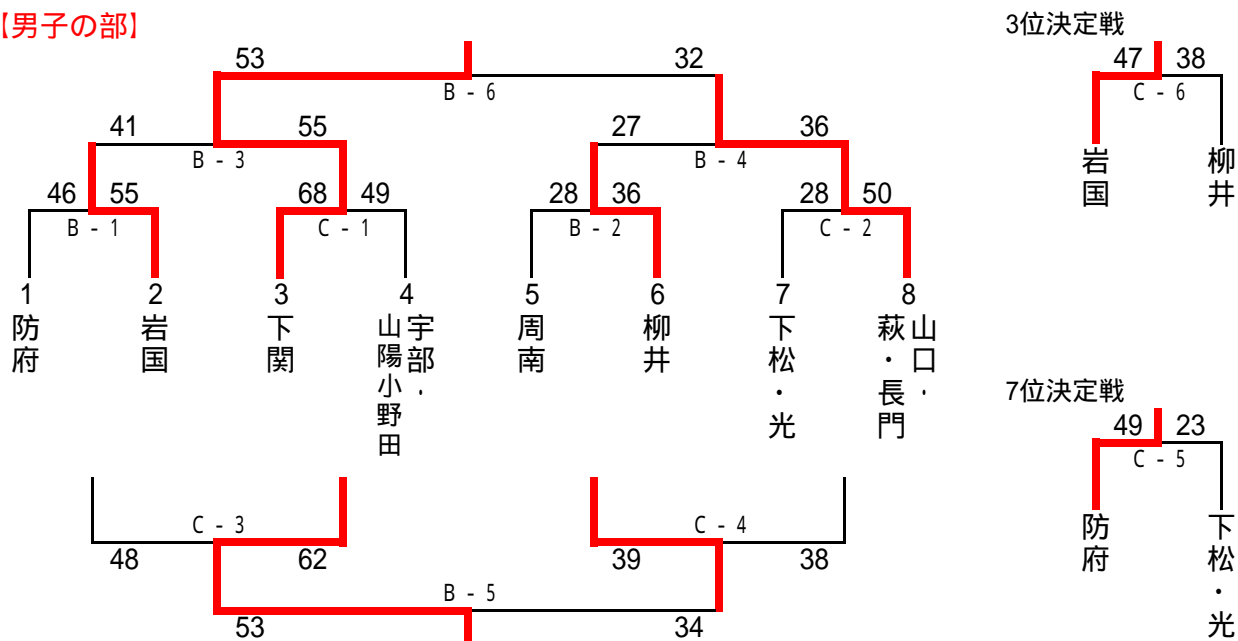 【男子の部】
3位決定戦
53 32
B - 6
47 38
C - 6
岩国 柳井
41 55 27 36
B - 3 B - 4
46 55 68 49 28 36 28 50
B - 1 C - 1 B - 2 C - 2
1 2 3 4 5 6 7 8
防府
岩国
下関
宇部・
山陽小野田
周南
柳井
下松・光
山口・
萩・長門
7位決定戦
49 23
C - 5
防府 下松・光
C - 3 C - 4
48 62 39 38
B - 5
53 34